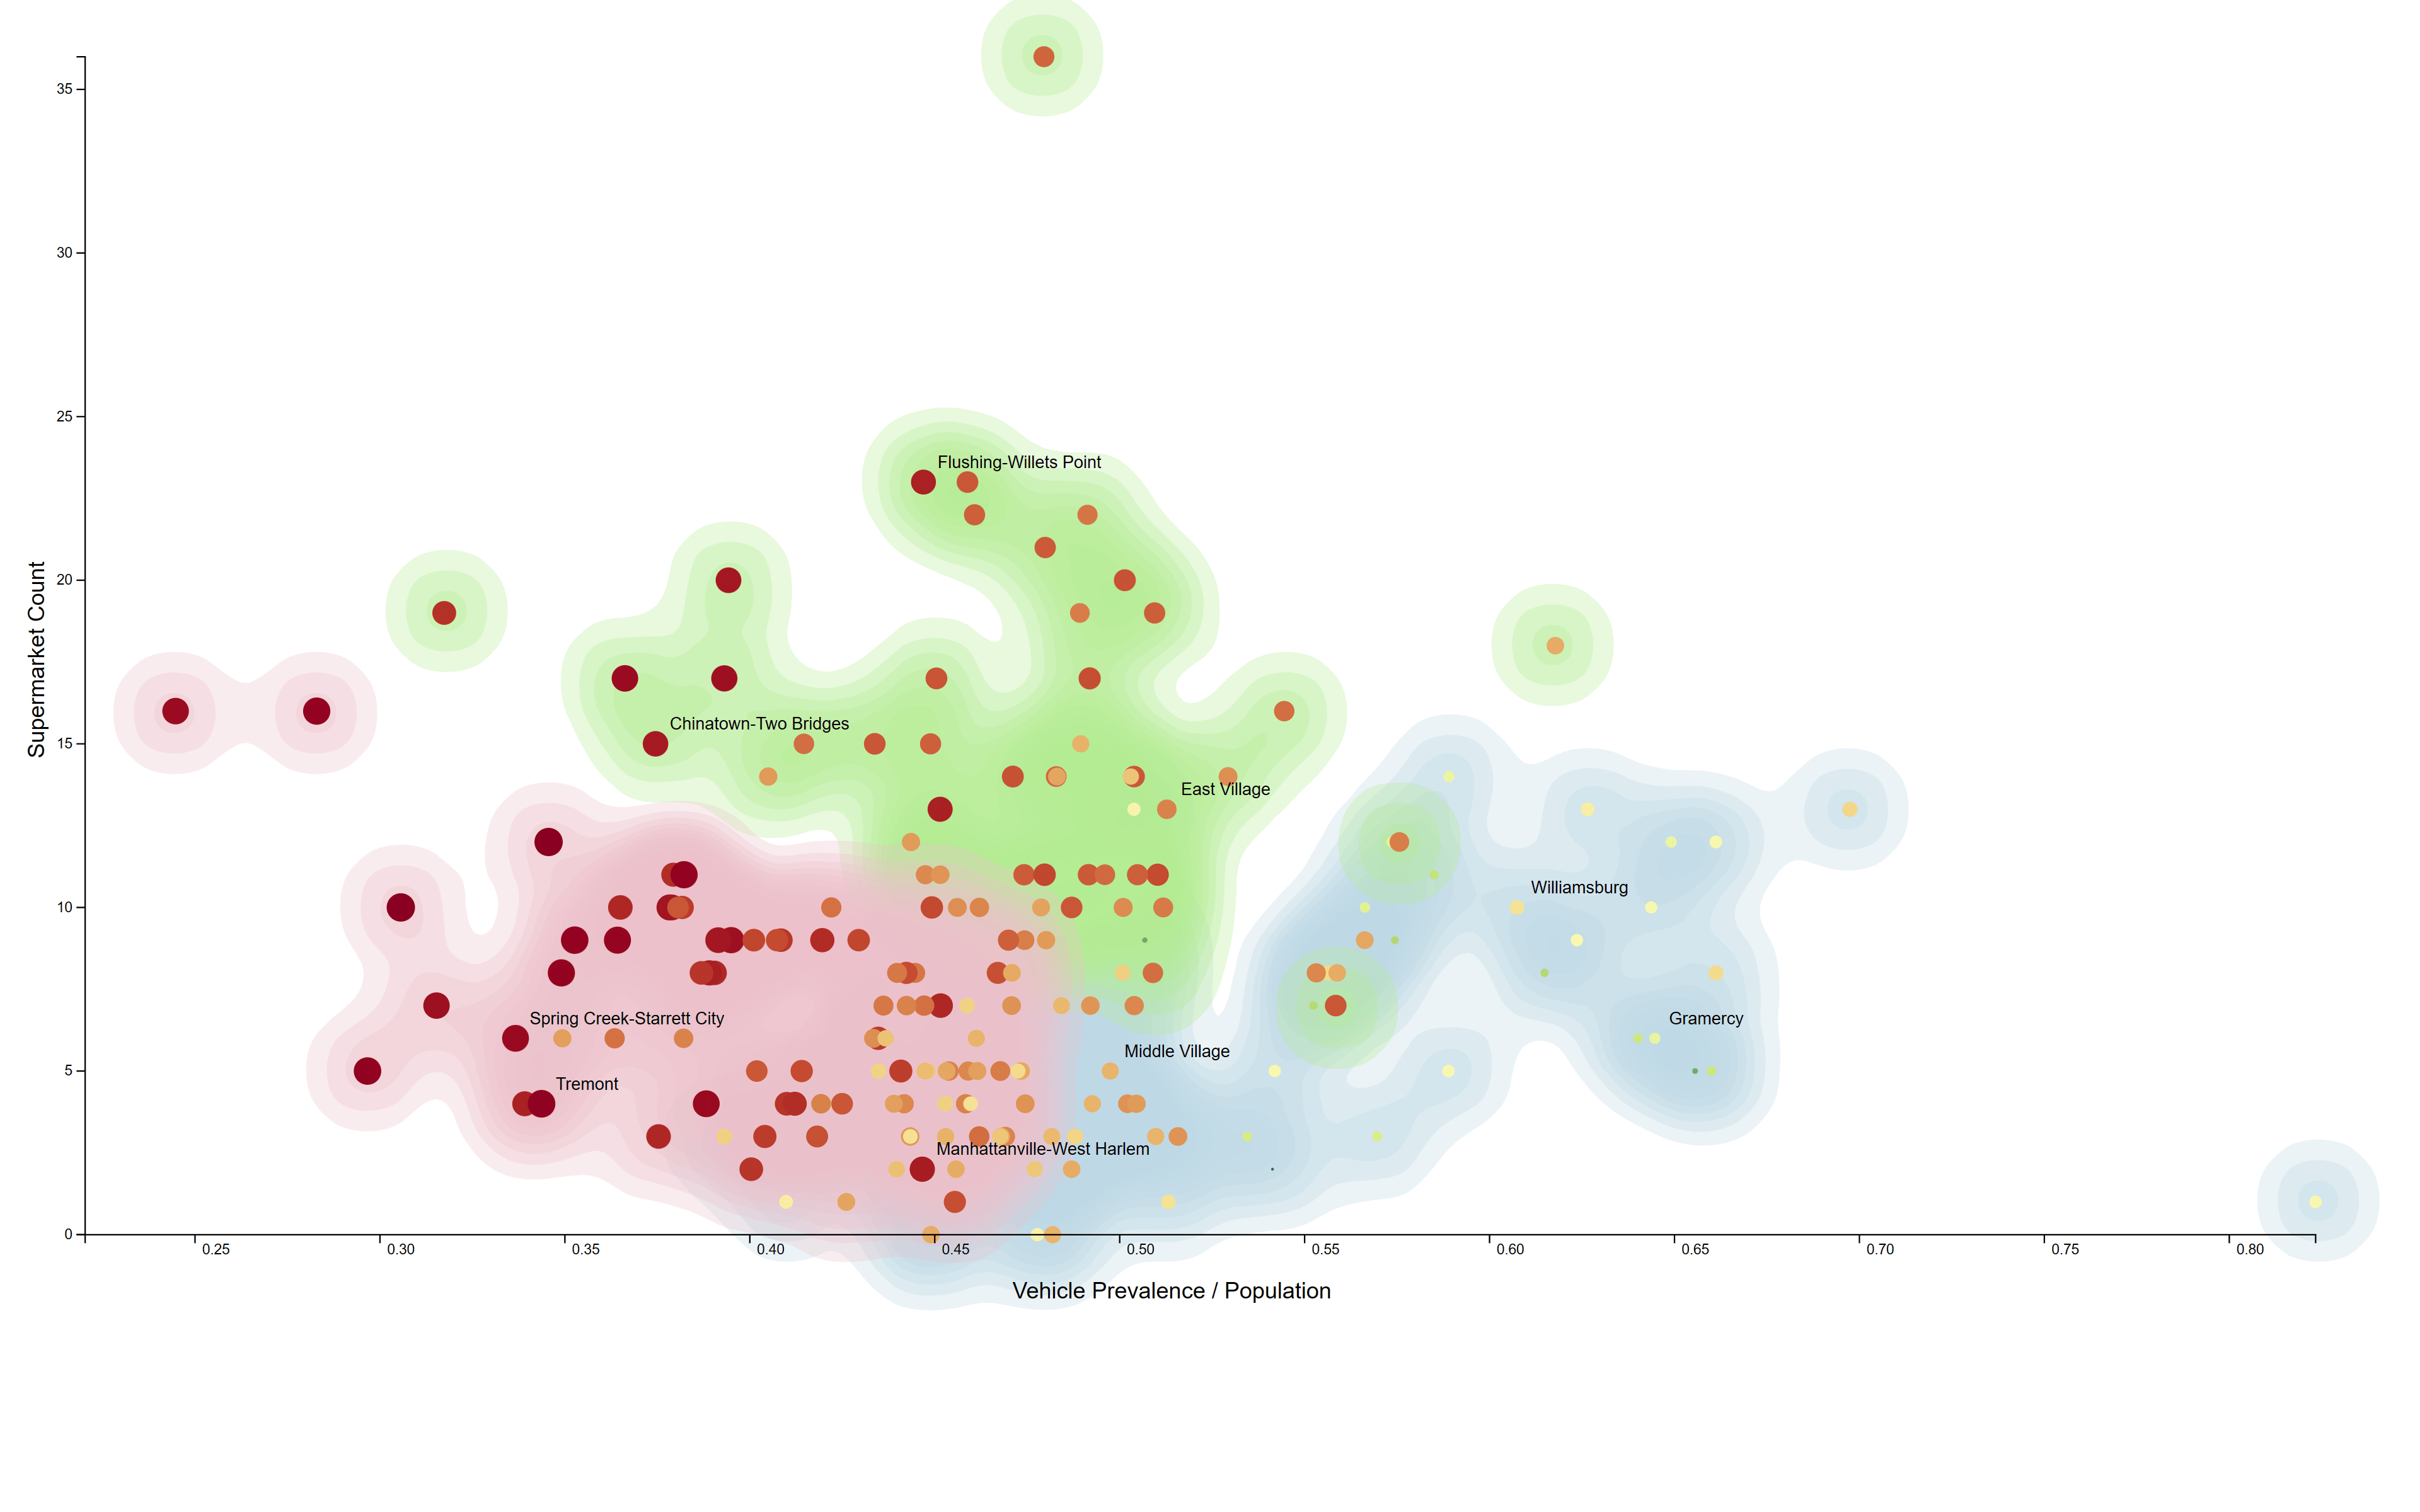 35
30
25
Flushing-Willets Point
20
Supermarket Count
Chinatown-Two Bridges
15
East Village
Williamsburg
10
Spring Creek-Starrett City
Gramercy
Middle Village
5
Tremont
Manhattanville-West Harlem
0
0.25 0.30 0.35 0.40 0.45 0.50 0.55 0.60 0.65 0.70 0.75 0.80
Vehicle Prevalence / Population